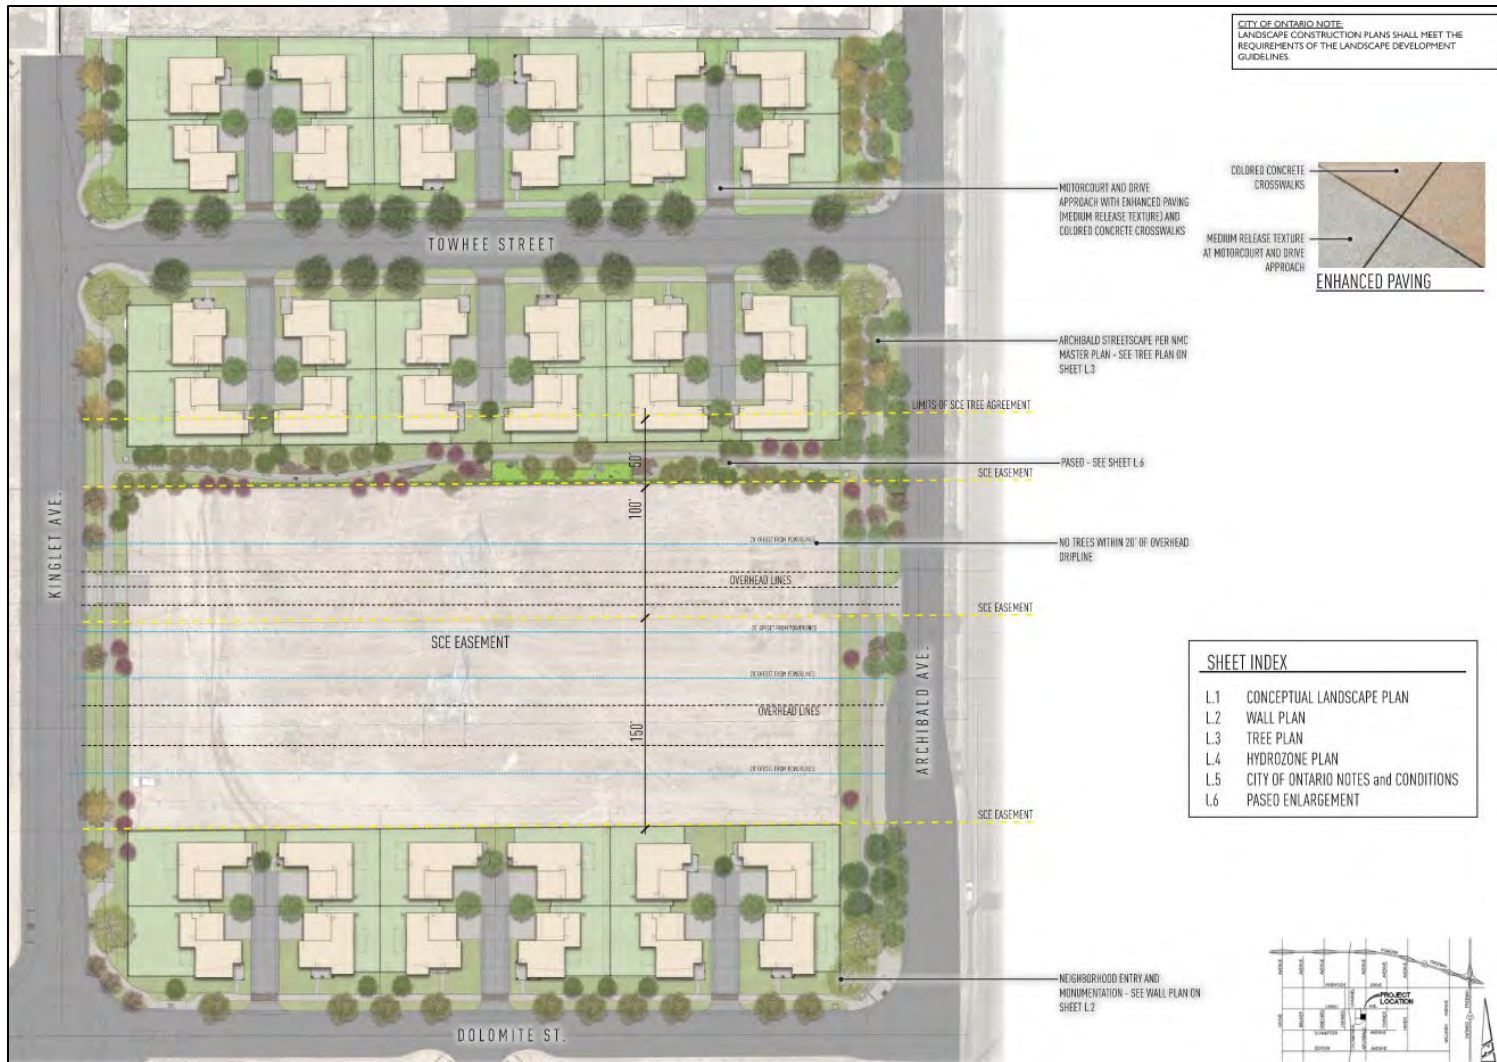 CITY OF ONTARIO NOTE:
LANDSCAPE CONSTRUCTION PLANS SHALL MEET THE
REQUIREMENTS OF THE LANDSCAPE DEVELOPMENT
GUIDELINES.
COLORED CONCRETE
CROSSWALKS
MEDIUM RELEASE TEXTURE
AT MOTORCOURT AND DRIVE
APPROACH
ENHANCED PAVING
MOTORCOURT AND DRIVE
APPROACH WITH ENHANCED PAVING
(MEDIUM RELEASE TEXTURE) AND
COLORED CONCRETE CROSSWALKS
TOWHEE STREET
ARCHIBALD STREETSCAPE PER NMC
MASTER PLAN - SEE TREE PLAN ON
SHEET L.3
LIMITS OF SCE TREE AGREEMENT
PASEO - SEE SHEET L.6
SCE EASEMENT
50'
100'
KINGLET AVE.
NO TREES WITHIN 20' OF OVERHEAD
DRIPLINE
OVERHEAD LINES
SCE EASEMENT
20' OFFSET FROM POWERLINES
SCE EASEMENT
OVERHEAD LINES
150'
ARCHIBALD AVE.
SCE EASEMENT
SHEET INDEX
L.1 CONCEPTUAL LANDSCAPE PLAN
L.2 WALL PLAN
L.3 TREE PLAN
L.4 HYDROZONE PLAN
L.5 CITY OF ONTARIO NOTES and CONDITIONS
L.6 PASEO ENLARGEMENT
NEIGHBORHOOD ENTRY AND
MONUMENTATION - SEE WALL PLAN ON
SHEET L.2
DOLOMITE ST.
PROJECT
LOCATION